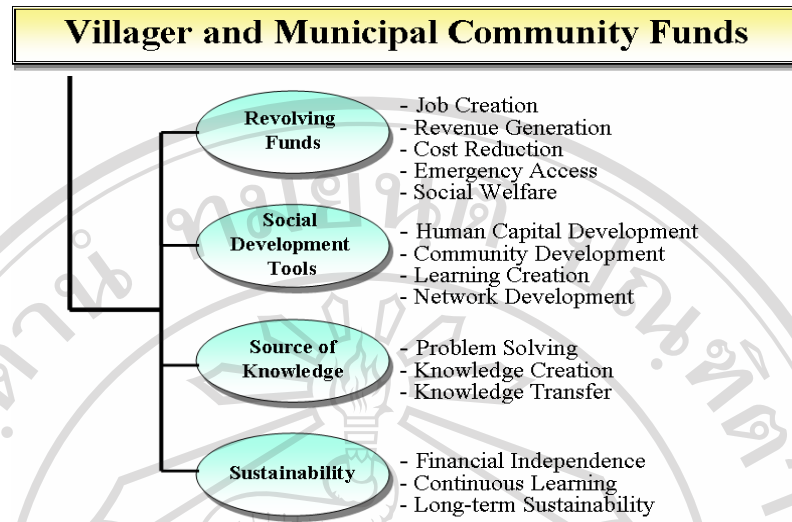 Villager and Municipal Community Funds
Revolving
Funds
- Job Creation
- Revenue Generation
- Cost Reduction
- Emergency Access
- Social Welfare
Social
Development
Tools
- Human Capital Development
- Community Development
- Learning Creation
- Network Development
Source of
Knowledge
- Problem Solving
- Knowledge Creation
- Knowledge Transfer
Sustainability
- Financial Independence
- Continuous Learning
- Long-term Sustainability